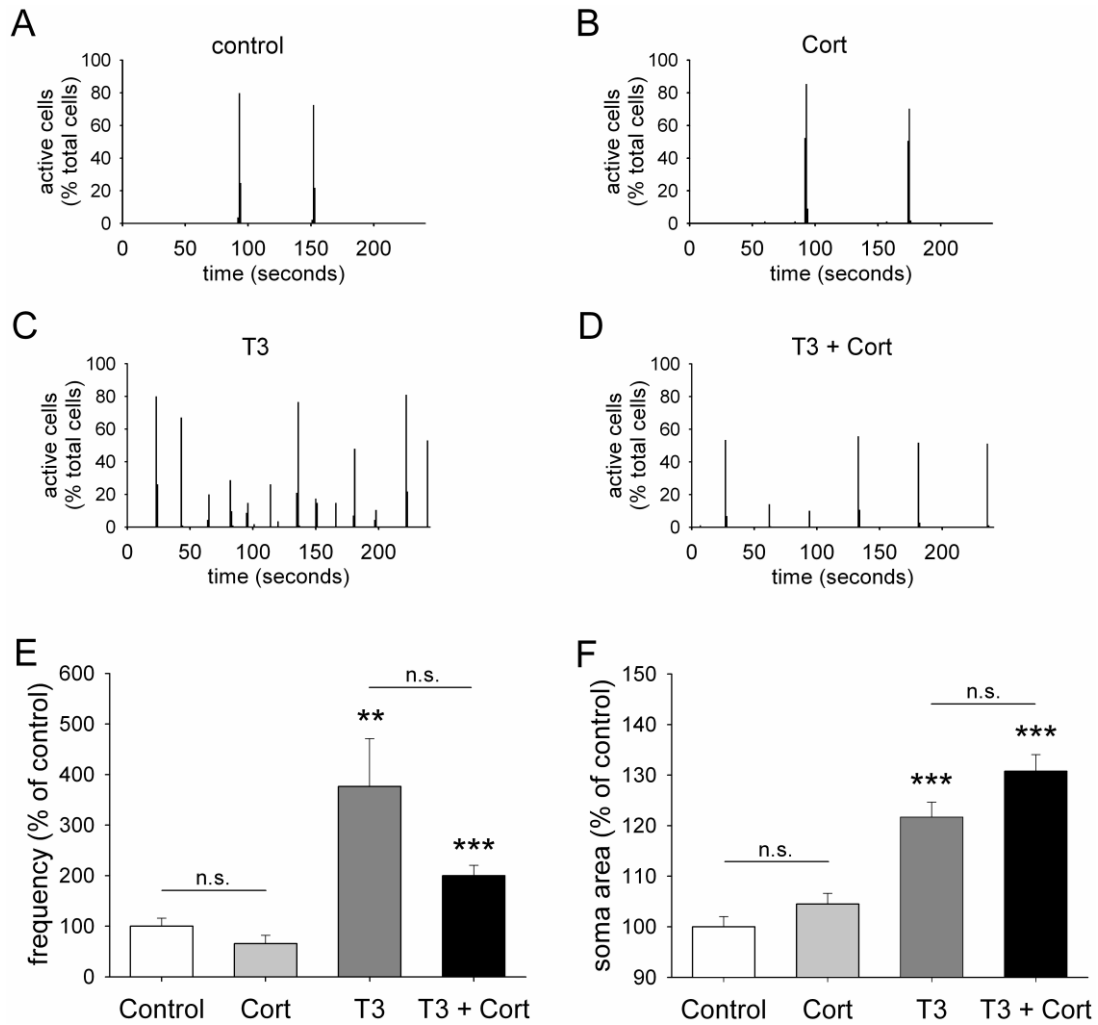 A
control
active cells
(% total cells)
100
80
60
40
20
0
0 50 100 150 200
time (seconds)
B
Cort
active cells
(% total cells)
100
80
60
40
20
0
0 50 100 150 200
time (seconds)
C
T3
active cells
(% total cells)
100
80
60
40
20
0
0 50 100 150 200
time (seconds)
D
T3 + Cort
active cells
(% total cells)
100
80
60
40
20
0
0 50 100 150 200
time (seconds)
E
frequency (% of control)
600
500
400
300
200
100
0
n.s.
**
***
n.s.
Control Cort T3 T3 + Cort
F
soma area (% of control)
150
140
130
120
110
100
90
n.s.
***
***
n.s.
Control Cort T3 T3 + Cort